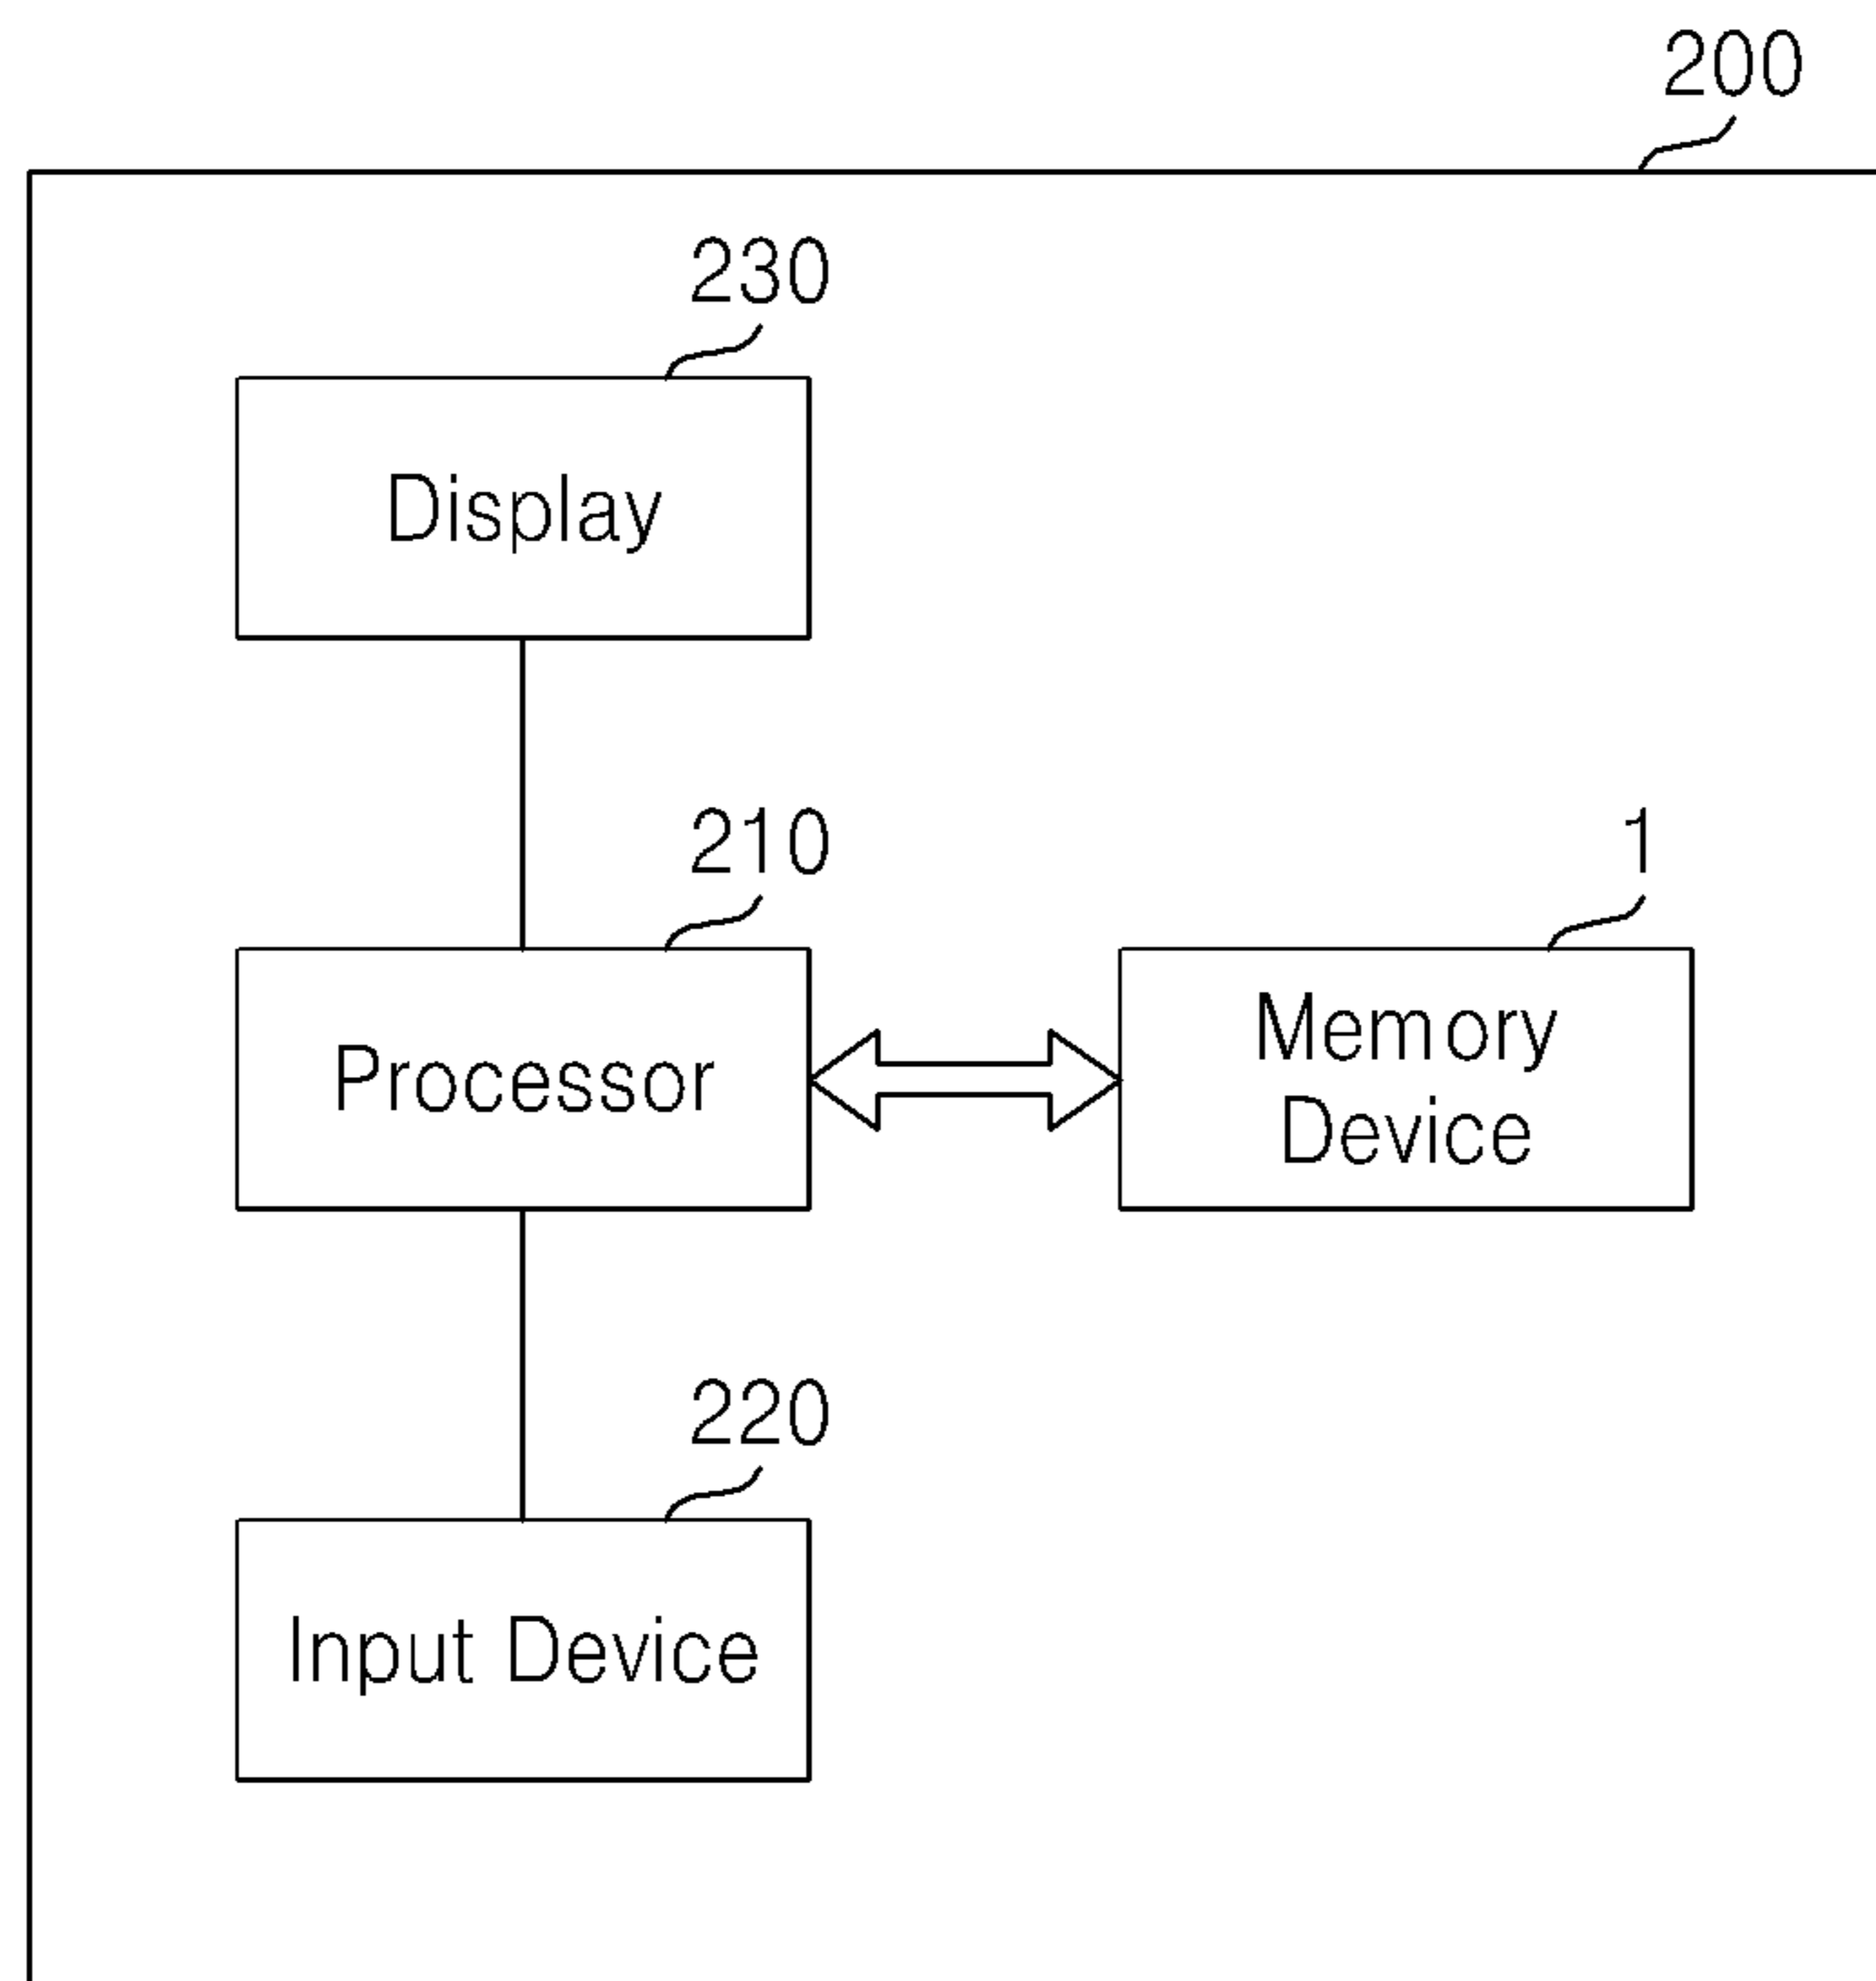 200
230
Display
210
1
Processor
Memory
Device
220
Input Device